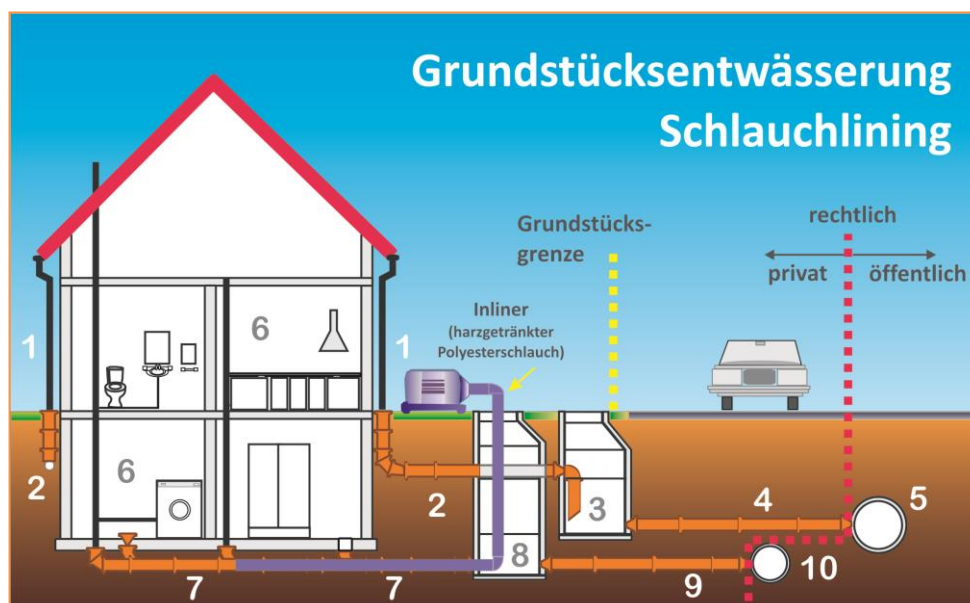 Grundstücksentwässerung
Schlauchlining
rechtlich
Grundstücks-
grenze
privat
öffentlich
Inliner
(harzgetränkter
Polyesterschlauch)
6
1
1
6
2
2
3
4
5
8
7
7
9
10